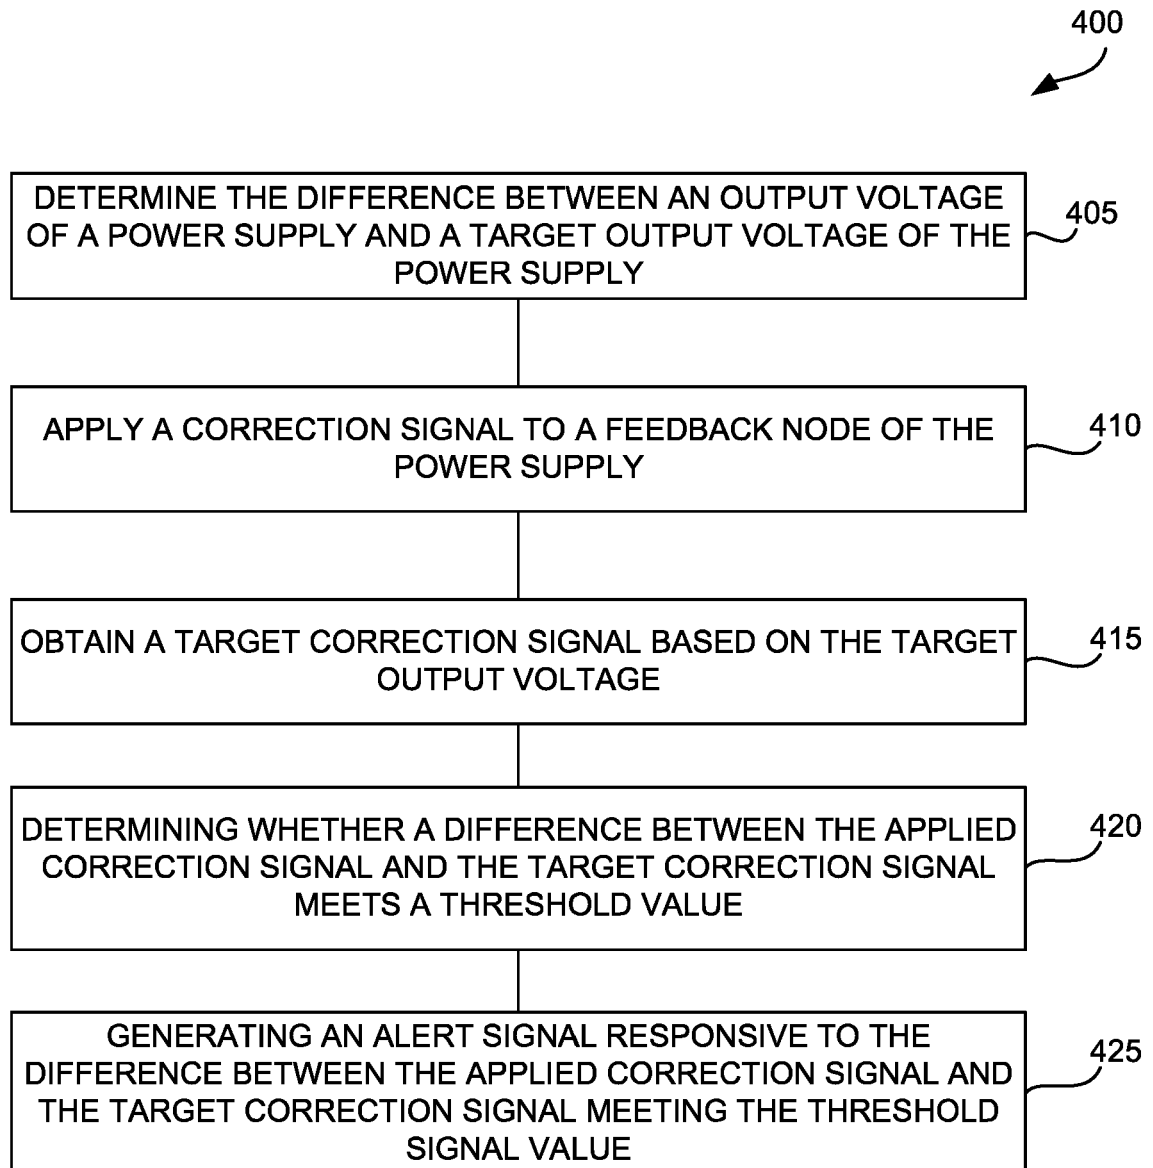 400
DETERMINE THE DIFFERENCE BETWEEN AN OUTPUT VOLTAGE
OF A POWER SUPPLY AND A TARGET OUTPUT VOLTAGE OF THE
POWER SUPPLY
405
APPLY A CORRECTION SIGNAL TO A FEEDBACK NODE OF THE
POWER SUPPLY
410
OBTAIN A TARGET CORRECTION SIGNAL BASED ON THE TARGET
OUTPUT VOLTAGE
415
DETERMINING WHETHER A DIFFERENCE BETWEEN THE APPLIED
CORRECTION SIGNAL AND THE TARGET CORRECTION SIGNAL
MEETS A THRESHOLD VALUE
420
GENERATING AN ALERT SIGNAL RESPONSIVE TO THE
DIFFERENCE BETWEEN THE APPLIED CORRECTION SIGNAL AND
THE TARGET CORRECTION SIGNAL MEETING THE THRESHOLD
SIGNAL VALUE
425